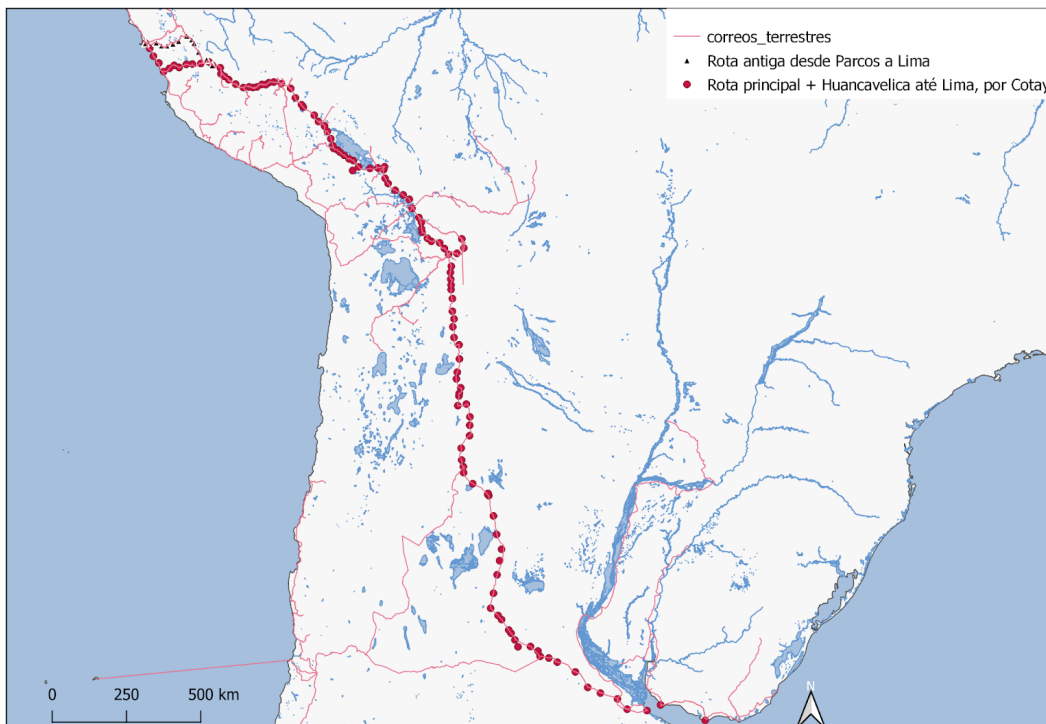 correos_terrestres
Rota antiga desde Parcos a Lima
Rota principal + Huancavelica até Lima, por Cotay
N
0 250 500 km